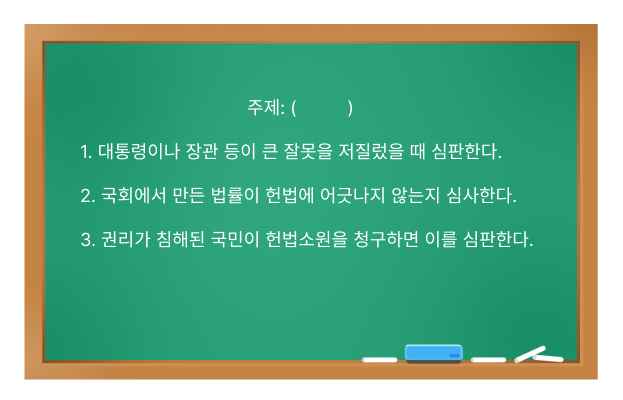 주제: (          )
1. 대통령이나 장관 등이 큰 잘못을 저질렀을 때 심판한다.
2. 국회에서 만든 법률이 헌법에 어긋나지 않는지 심사한다.
3. 권리가 침해된 국민이 헌법소원을 청구하면 이를 심판한다.